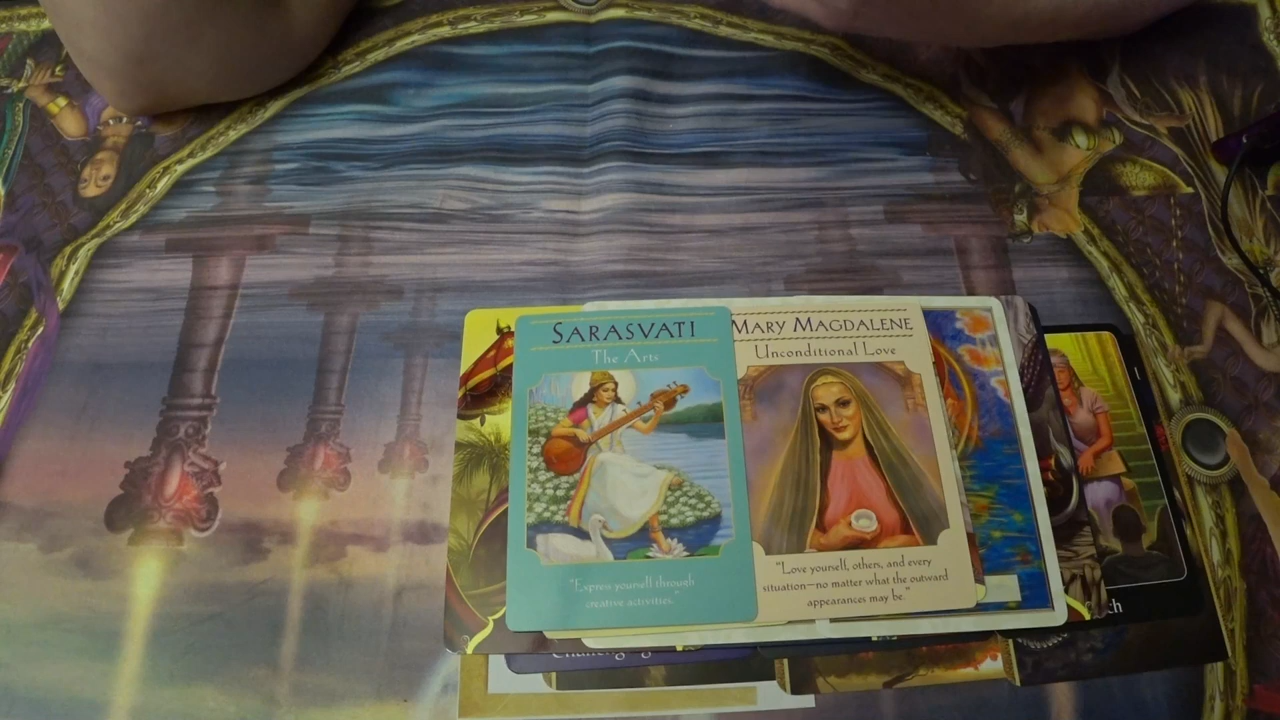 SARASVATI
The Arts
"Express yourself through
creative activities."
MARY MAGDALENE
Unconditional Love
"Love yourself, others, and every
situation—no matter what the outward
appearances may be."